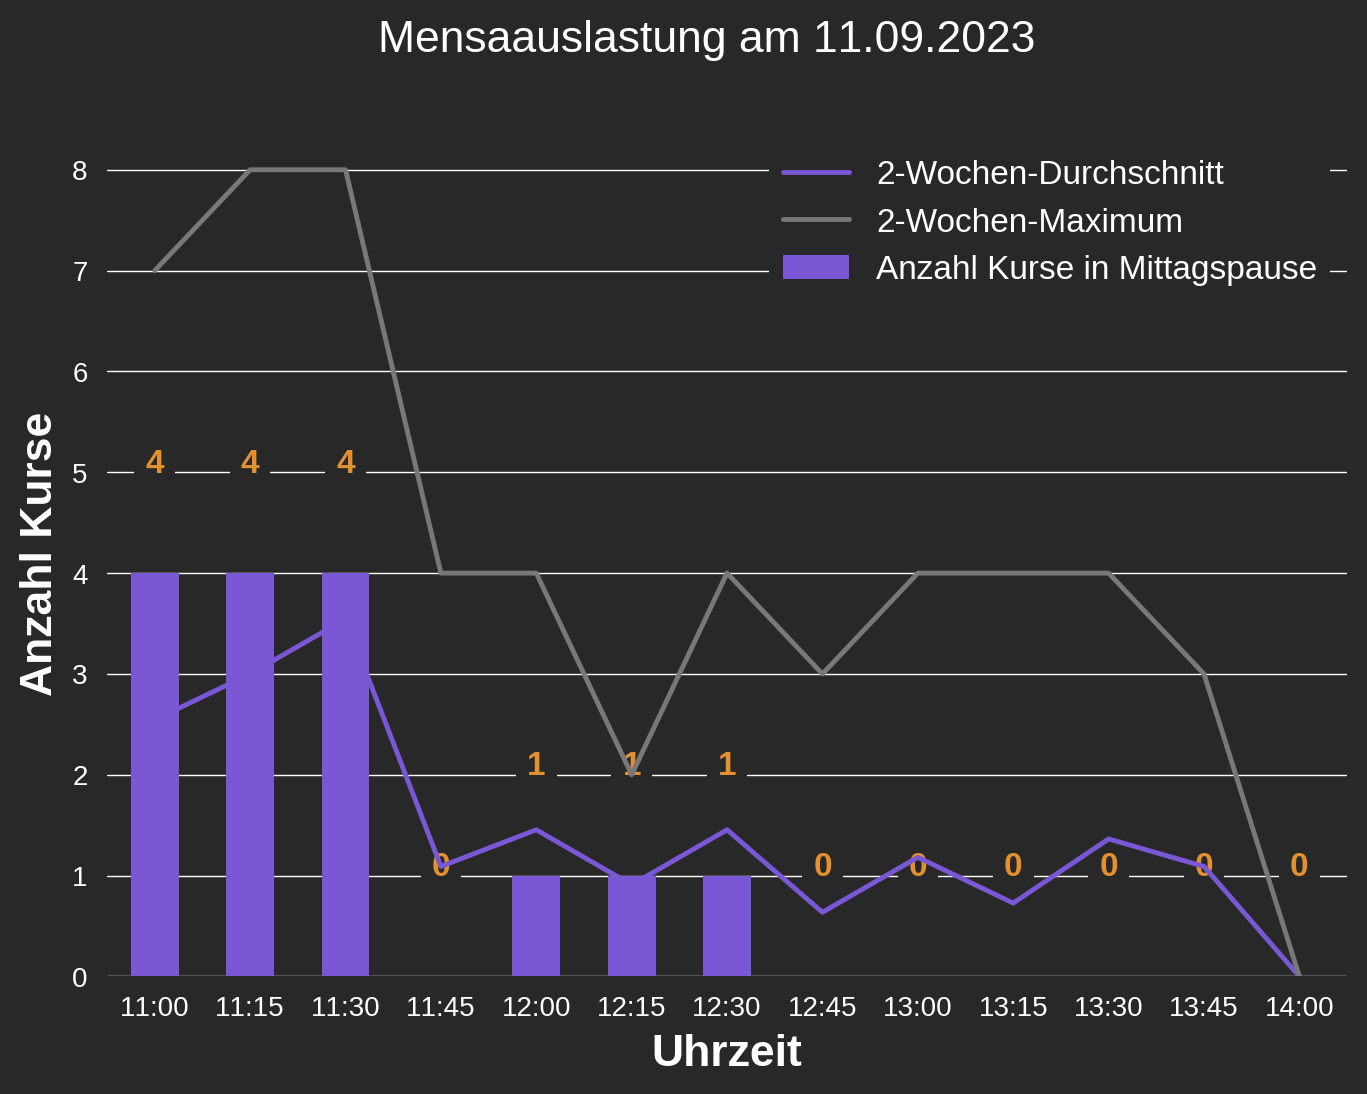 Mensaauslastung am 11.09.2023
2-Wochen-Durchschnitt
2-Wochen-Maximum
Anzahl Kurse in Mittagspause
Anzahl Kurse
8
7
6
5
4
3
2
1
0
4 4 4 0 1 1 1 0 0 0 0 0 0
11:00 11:15 11:30 11:45 12:00 12:15 12:30 12:45 13:00 13:15 13:30 13:45 14:00
Uhrzeit